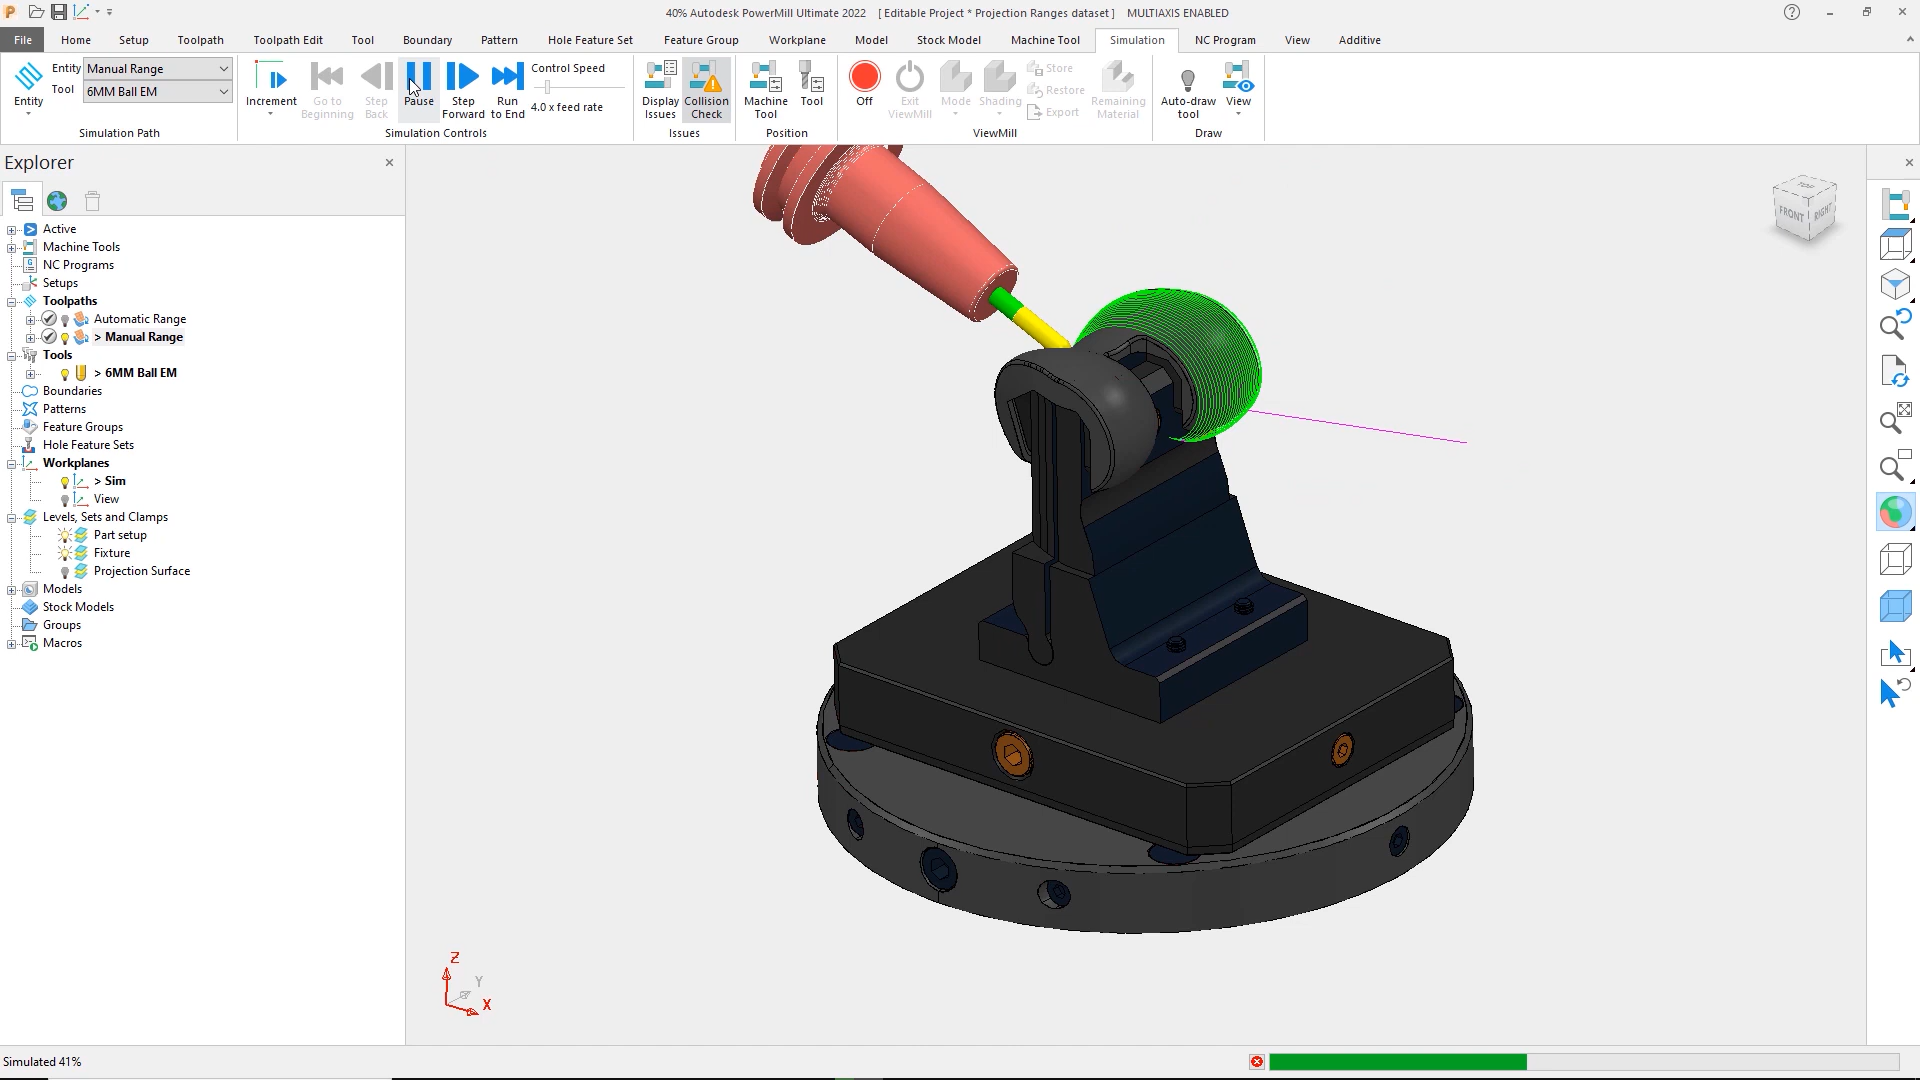 40% Autodesk PowerMill Ultimate 2022 [ Editable Project * Projection Ranges dataset ] MULTIAXIS ENABLED
File Home Setup Toolpath Toolpath Edit Tool Boundary Pattern Hole Feature Set Feature Group Workplane Model Stock Model Machine Tool Simulation NC Program View Additive
Entity
Entity Manual Range
Tool 6MM Ball EM
Simulation Path
Increment
Go to Beginning
Step Back
Pause
Step Forward
Run to End
Control Speed
4.0 x feed rate
Simulation Controls
Display Issues
Collision Check
Issues
Machine Tool
Tool
Position
Off
Exit ViewMill
Mode
Shading
Store
Restore
Export
Remaining Material
ViewMill
Auto-draw tool
View
Draw
Explorer
Active
Machine Tools
NC Programs
Setups
Toolpaths
Automatic Range
> Manual Range
Tools
> 6MM Ball EM
Boundaries
Patterns
Feature Groups
Hole Feature Sets
Workplanes
> Sim
View
Levels, Sets and Clamps
Part setup
Fixture
Projection Surface
Models
Stock Models
Groups
Macros
TOP
FRONT
RIGHT
Z
Y
X
Simulated 41%